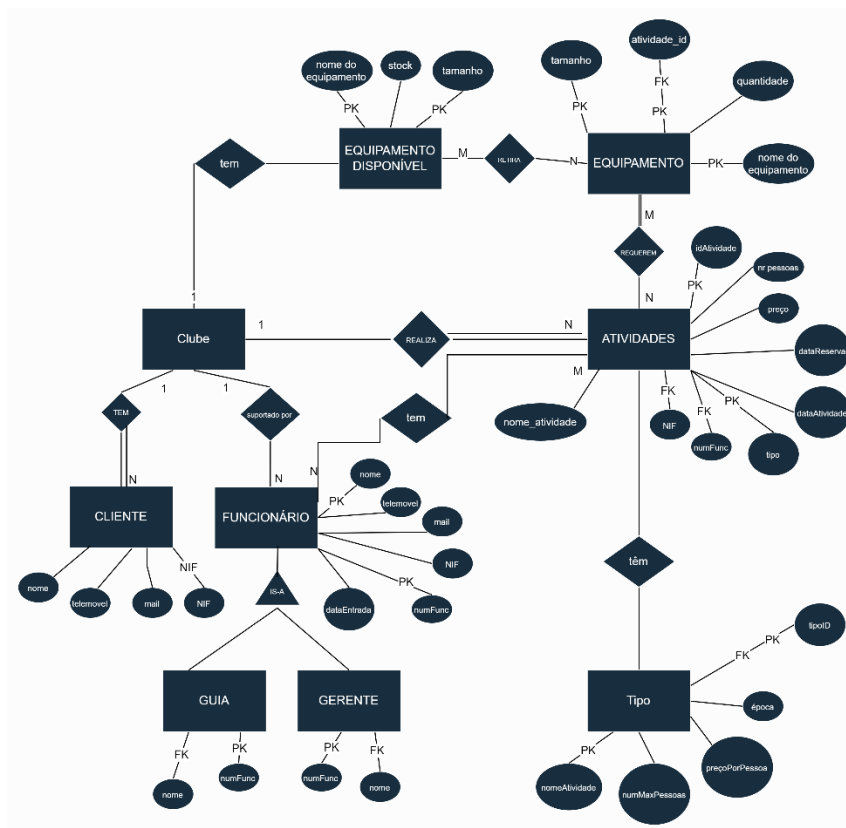 atividade_id
nome do
equipamento
stock
tamanho
tamanho
FK
quantidade
PK
PK
PK
PK
EQUIPAMENTO
DISPONÍVEL
M
RETIRA
N
EQUIPAMENTO
PK
nome do
equipamento
tem
M
REQUEREM
idAtividade
PK
nr pessoas
1
N
preço
Clube
1
REALIZA
N
ATIVIDADES
dataReserva
M
1
1
TEM
suportado por
tem
nome_atividade
FK
NIF
FK
numFunc
PK
tipo
dataAtividade
N
N
N
nome
PK
telemovel
CLIENTE
FUNCIONÁRIO
mail
NIF
NIF
PK
nome
telemovel
mail
NIF
IS-A
dataEntrada
numFunc
têm
tipoID
PK
FK
GUIA
GERENTE
Tipo
época
FK
PK
PK
FK
PK
preçoPorPessoa
nome
numFunc
numFunc
nome
nomeAtividade
numMaxPessoas